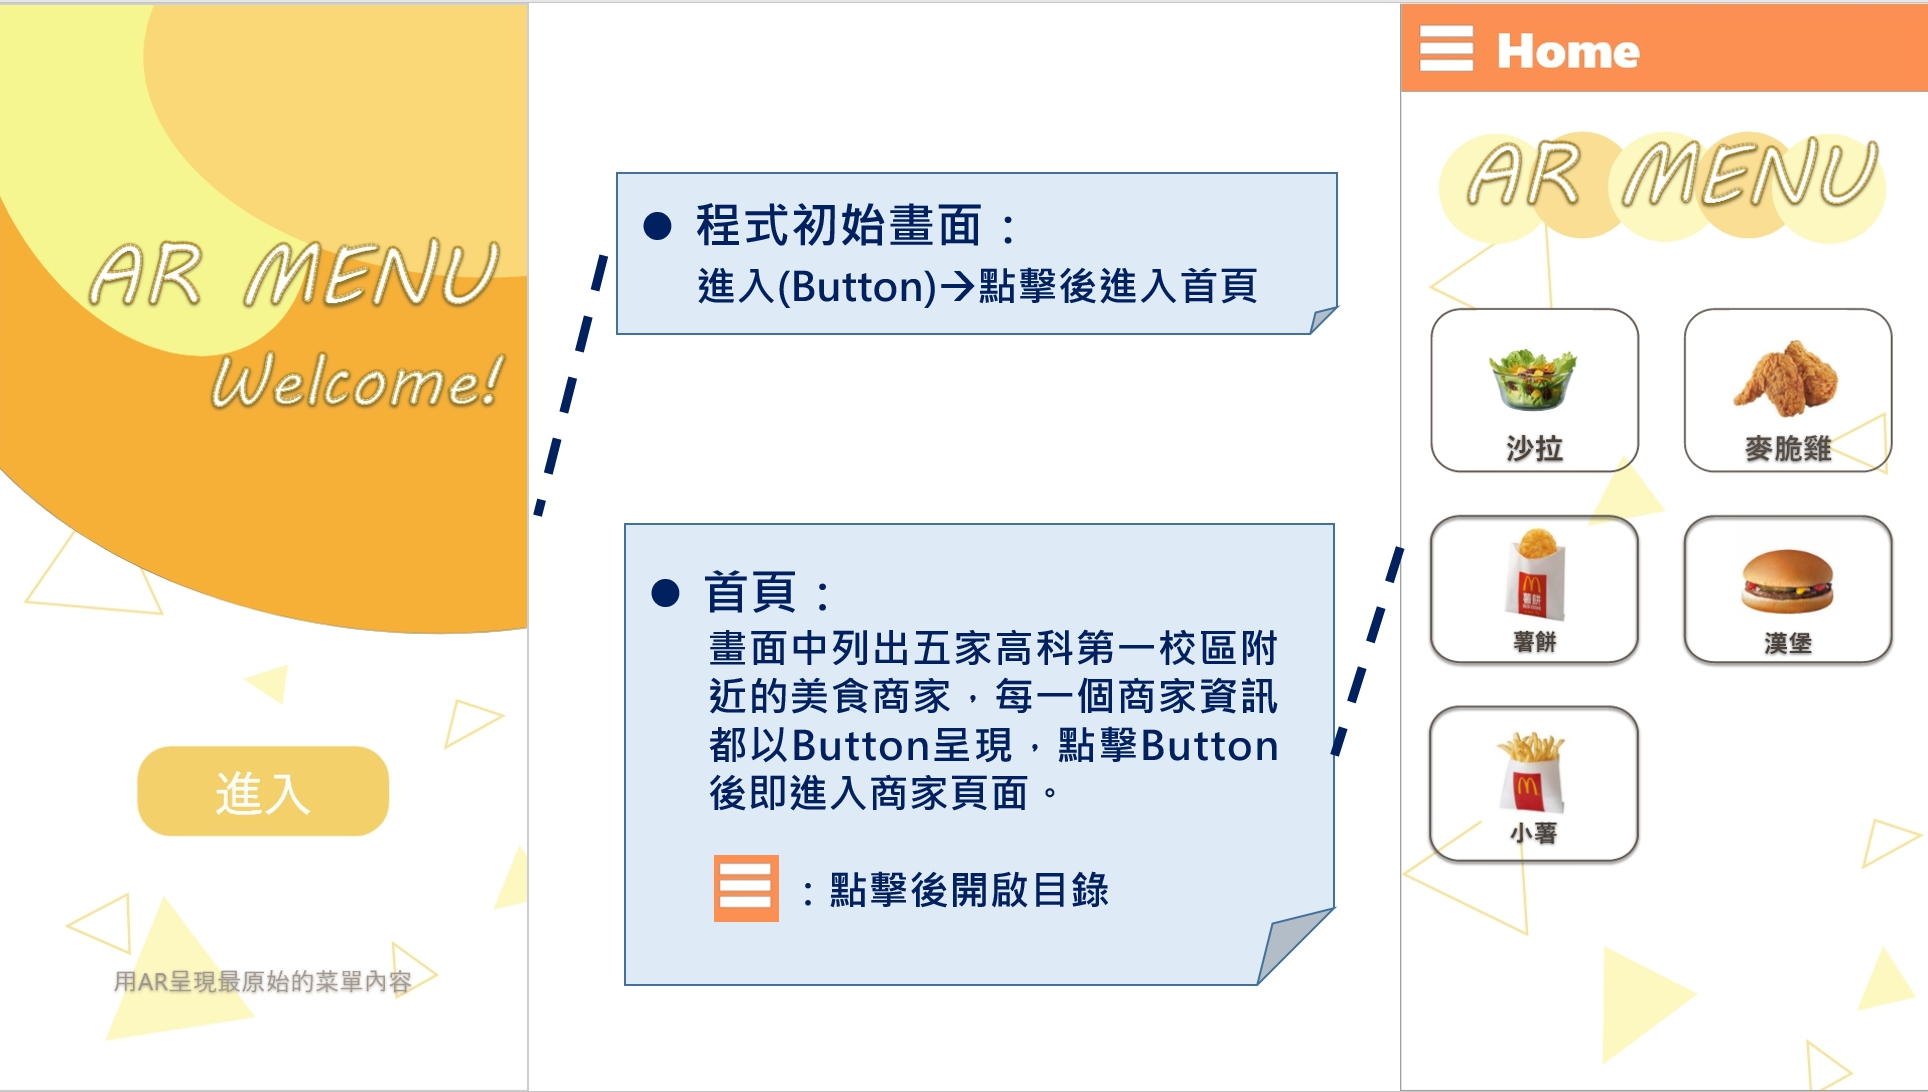 AR MENU
Welcome!
進入
用AR呈現最原始的菜單內容
● 程式初始畫面：
進入(Button)→點擊後進入首頁
● 首頁：
畫面中列出五家高科第一校區附
近的美食商家，每一個商家資訊
都以Button呈現，點擊Button
後即進入商家頁面。
：點擊後開啟目錄
Home
AR MENU
沙拉
麥脆雞
薯餅
薯餅
漢堡
小薯